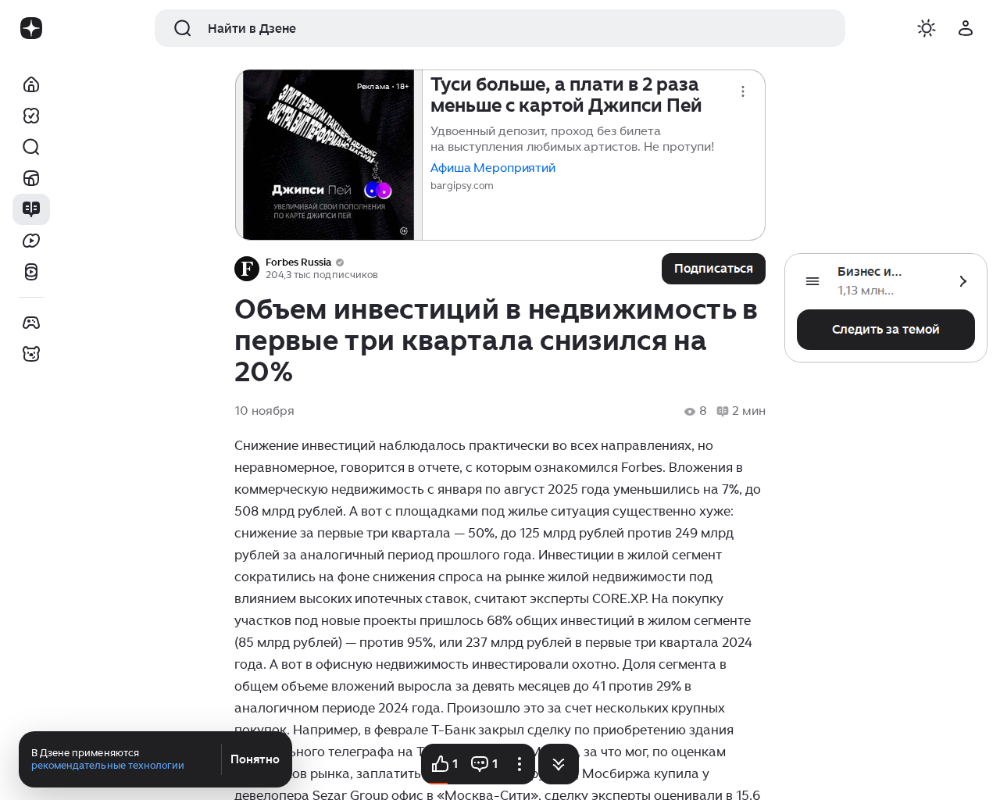 Найти в Дзене
Реклама • 18+
ЭЛИТ ПРЕМИУМ ЛАКШЕРИ ДЕЛЮКС
ЭКСТРА ВИП ПЕРФОРМАНС МАГНУМ
Джипси Пей
УВЕЛИЧИВАЙ СВОИ ПОПОЛНЕНИЯ
ПО КАРТЕ ДЖИПСИ ПЕЙ
18
Туси больше, а плати в 2 раза
меньше с картой Джипси Пей
Удвоенный депозит, проход без билета
на выступления любимых артистов. Не протупи!
Афиша Мероприятий
bargipsy.com
F
Forbes Russia
204,3 тыс подписчиков
Подписаться
Бизнес и...
1,13 млн...
Следить за темой
Объем инвестиций в недвижимость в
первые три квартала снизился на
20%
10 ноября
8
2 мин
Снижение инвестиций наблюдалось практически во всех направлениях, но
неравномерное, говорится в отчете, с которым ознакомился Forbes. Вложения в
коммерческую недвижимость с января по август 2025 года уменьшились на 7%, до
508 млрд рублей. А вот с площадками под жилье ситуация существенно хуже:
снижение за первые три квартала — 50%, до 125 млрд рублей против 249 млрд
рублей за аналогичный период прошлого года. Инвестиции в жилой сегмент
сократились на фоне снижения спроса на рынке жилой недвижимости под
влиянием высоких ипотечных ставок, считают эксперты CORE.XP. На покупку
участков под новые проекты пришлось 68% общих инвестиций в жилом сегменте
(85 млрд рублей) — против 95%, или 237 млрд рублей в первые три квартала 2024
года. А вот в офисную недвижимость инвестировали охотно. Доля сегмента в
общем объеме вложений выросла за девять месяцев до 41 против 29% в
аналогичном периоде 2024 года. Произошло это за счет нескольких крупных
покупок. Например, в феврале Т-Банк закрыл сделку по приобретению здания
телеграфа на за что мог, по оценкам
рынка, заплатить Мосбиржа купила у
девелопера Sezar Group офис в «Москва-Сити», сделку эксперты оценивали в 15,6
В Дзене применяются
рекомендательные технологии
Понятно
1
1